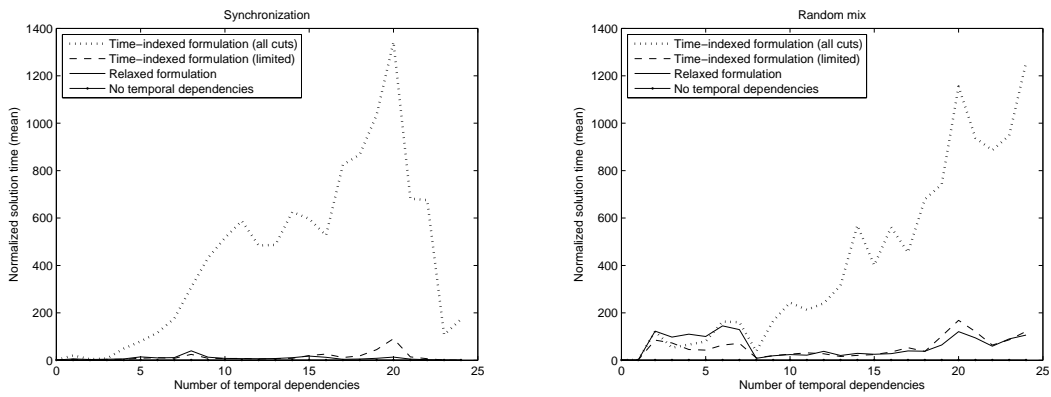 Synchronization
1400
1200
1000
800
600
400
200
0
Normalized solution time (mean)
Time-indexed formulation (all cuts)
Time-indexed formulation (limited)
Relaxed formulation
No temporal dependencies
0 5 10 15 20 25
Number of temporal dependencies
Random mix
1400
1200
1000
800
600
400
200
0
Normalized solution time (mean)
Time-indexed formulation (all cuts)
Time-indexed formulation (limited)
Relaxed formulation
No temporal dependencies
0 5 10 15 20 25
Number of temporal dependencies